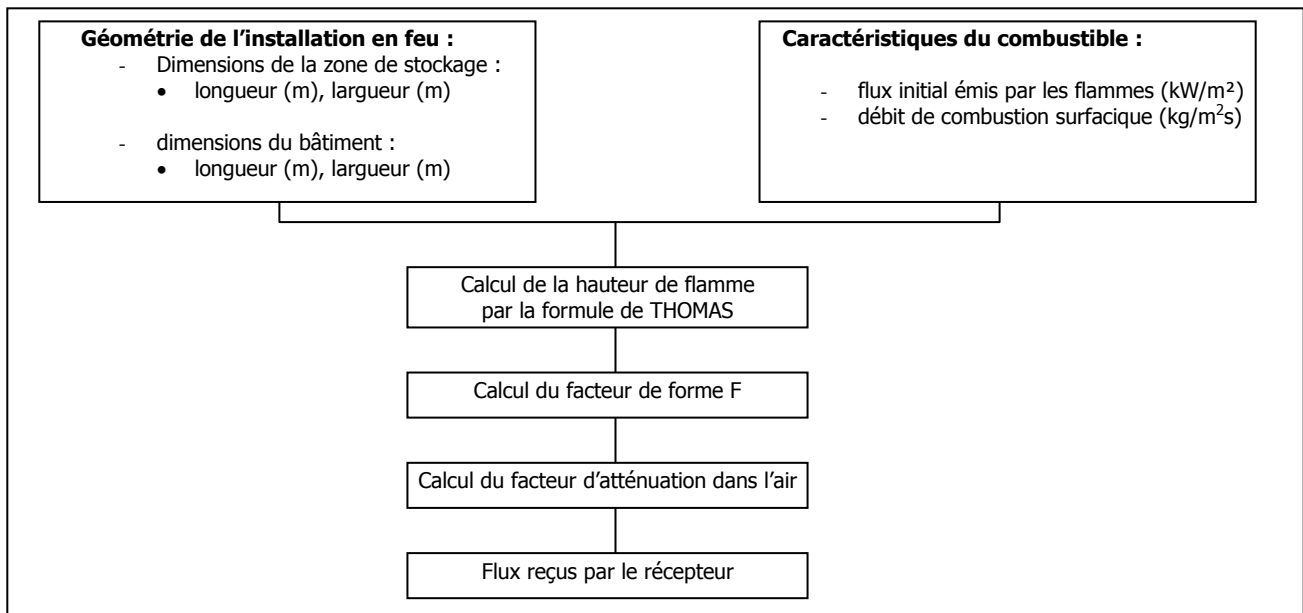 Géométrie de l'installation en feu :
- Dimensions de la zone de stockage :
• longueur (m), largueur (m)
- dimensions du bâtiment :
• longueur (m), largueur (m)
Caractéristiques du combustible :
- flux initial émis par les flammes (kW/m²)
- débit de combustion surfacique (kg/m²s)
Calcul de la hauteur de flamme
par la formule de THOMAS
Calcul du facteur de forme F
Calcul du facteur d'atténuation dans l'air
Flux reçus par le récepteur